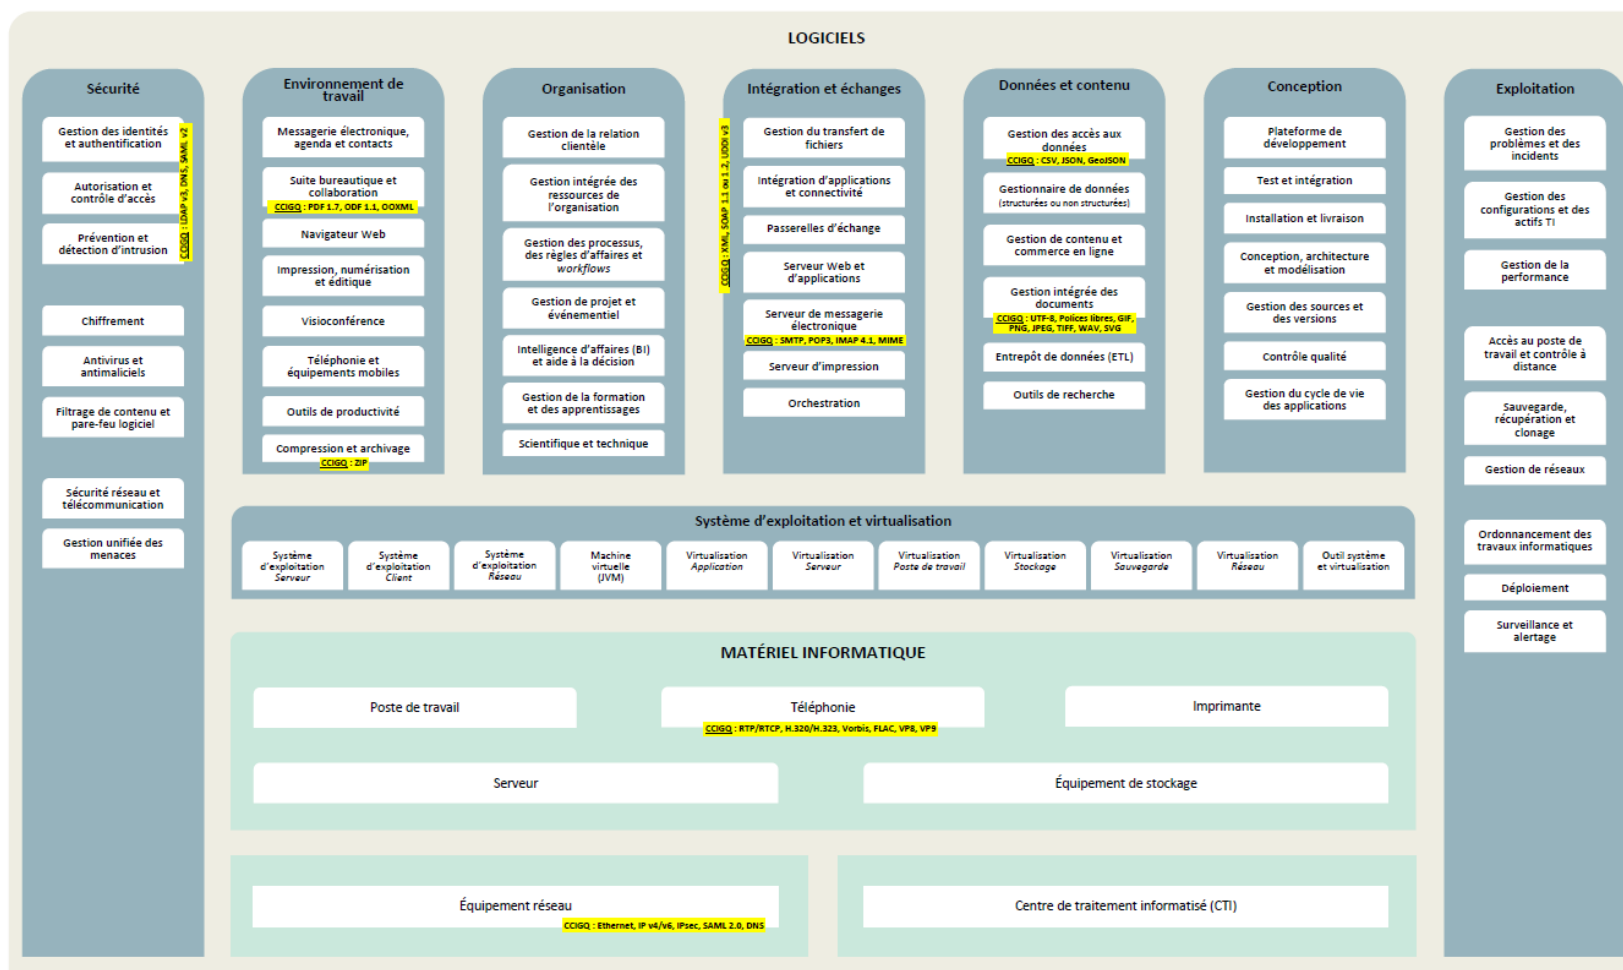 LOGICIELS
Sécurité
Gestion des identités
et authentification
Autorisation et
contrôle d'accès
Prévention et
détection d'intrusion
CCIGQ : LDAP v3, DNS, SAML v2
Chiffrement
Antivirus et
antimaliciels
Filtrage de contenu et
pare-feu logiciel
Sécurité réseau et
télécommunication
Gestion unifiée des
menaces
Environnement de
travail
Messagerie électronique,
agenda et contacts
Suite bureautique et
collaboration
CCIGQ : PDF 1.7, ODF 1.1, OOXML
Navigateur Web
Impression, numérisation
et éditique
Visioconférence
Téléphonie et
équipements mobiles
Outils de productivité
Compression et archivage
CCIGQ : ZIP
Organisation
Gestion de la relation
clientèle
Gestion intégrée des
ressources de
l'organisation
Gestion des processus,
des règles d'affaires et
workflows
Gestion de projet et
événementiel
Intelligence d'affaires (BI)
et aide à la décision
Gestion de la formation
et des apprentissages
Scientifique et technique
Intégration et échanges
CCIGQ : XML, SOAP 1.1 ou 1.2, UDDI v3
Gestion du transfert de
fichiers
Intégration d'applications
et connectivité
Passerelles d'échange
Serveur Web et
d'applications
Serveur de messagerie
électronique
CCIGQ : SMTP, POP3, IMAP 4.1, MIME
Serveur d'impression
Orchestration
Données et contenu
Gestion des accès aux
données
CCIGQ : CSV, JSON, GeoJSON
Gestionnaire de données
(structurées ou non structurées)
Gestion de contenu et
commerce en ligne
Gestion intégrée des
documents
CCIGQ : UTF-8, Polices libres, GIF,
PNG, JPEG, TIFF, WAV, SVG
Entrepôt de données (ETL)
Outils de recherche
Conception
Plateforme de
développement
Test et intégration
Installation et livraison
Conception, architecture
et modélisation
Gestion des sources et
des versions
Contrôle qualité
Gestion du cycle de vie
des applications
Exploitation
Gestion des
problèmes et des
incidents
Gestion des
configurations et des
actifs TI
Gestion de la
performance
Accès au poste de
travail et contrôle à
distance
Sauvegarde,
récupération et
clonage
Gestion de réseaux
Ordonnancement des
travaux informatiques
Déploiement
Surveillance et
alertage
Système d'exploitation et virtualisation
Système
d'exploitation
Serveur
Système
d'exploitation
Client
Système
d'exploitation
Réseau
Machine
virtuelle
(JVM)
Virtualisation
Application
Virtualisation
Serveur
Virtualisation
Poste de travail
Virtualisation
Stockage
Virtualisation
Sauvegarde
Virtualisation
Réseau
Outil système
et virtualisation
MATÉRIEL INFORMATIQUE
Poste de travail
Téléphonie
CCIGQ : RTP/RTCP, H.320/H.323, Vorbis, FLAC, VP8, VP9
Imprimante
Serveur
Équipement de stockage
Équipement réseau
CCIGQ : Ethernet, IP v4/v6, IPsec, SAML 2.0, DNS
Centre de traitement informatisé (CTI)